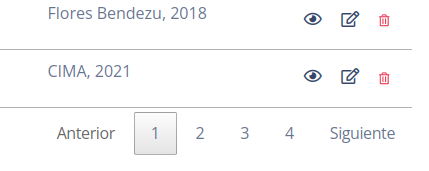 Flores Bendezu, 2018
CIMA, 2021
Anterior 1 2 3 4 Siguiente